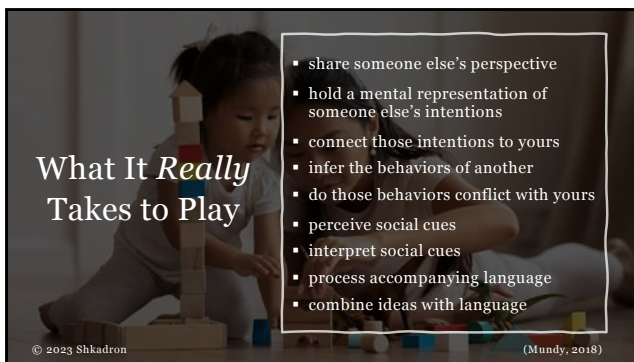 What It Really
Takes to Play
▪ share someone else's perspective
▪ hold a mental representation of
someone else's intentions
▪ connect those intentions to yours
▪ infer the behaviors of another
▪ do those behaviors conflict with yours
▪ perceive social cues
▪ interpret social cues
▪ process accompanying language
▪ combine ideas with language
© 2023 Shkadron
(Mundy, 2018)